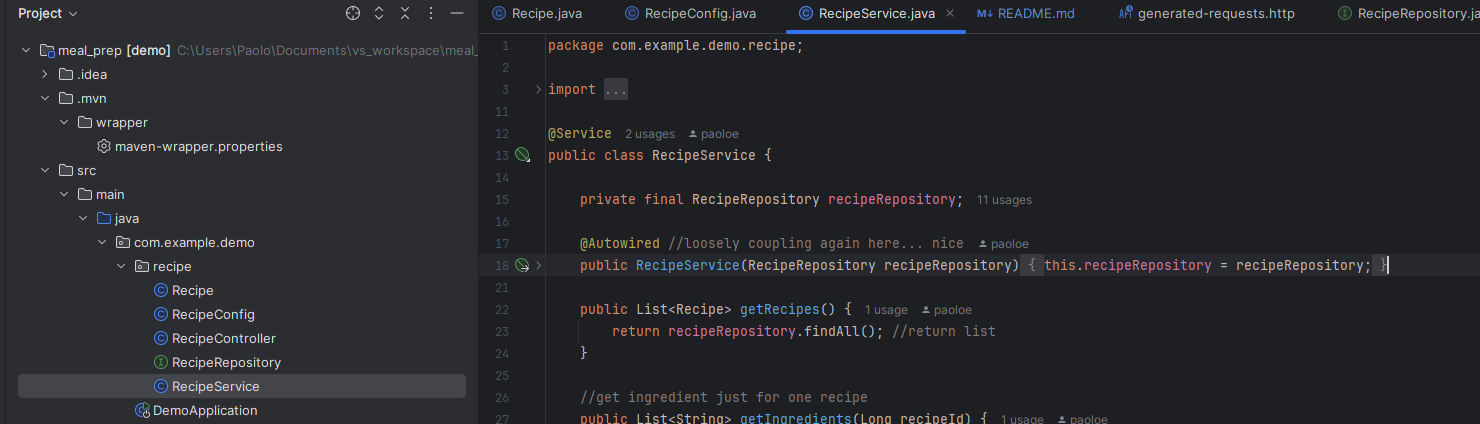 Project
meal_prep [demo] C:\Users\Paolo\Documents\vs_workspace\meal_
.idea
.mvn
wrapper
maven-wrapper.properties
src
main
java
com.example.demo
recipe
Recipe
RecipeConfig
RecipeController
RecipeRepository
RecipeService
DemoApplication
Recipe.java RecipeConfig.java RecipeService.java README.md generated-requests.http RecipeRepository.ja
1 package com.example.demo.recipe;
2
3 import ...
11
12 @Service 2 usages paoloe
13 public class RecipeService {
14
15 private final RecipeRepository recipeRepository; 11 usages
16
17 @Autowired //loosely coupling again here... nice paoloe
18 public RecipeService(RecipeRepository recipeRepository) { this.recipeRepository = recipeRepository; }
21
22 public List<Recipe> getRecipes() { 1 usage paoloe
23 return recipeRepository.findAll(); //return list
24 }
25
26 //get ingredient just for one recipe
27 public List<String> getIngredients(Long recipeId) { 1 usage paoloe